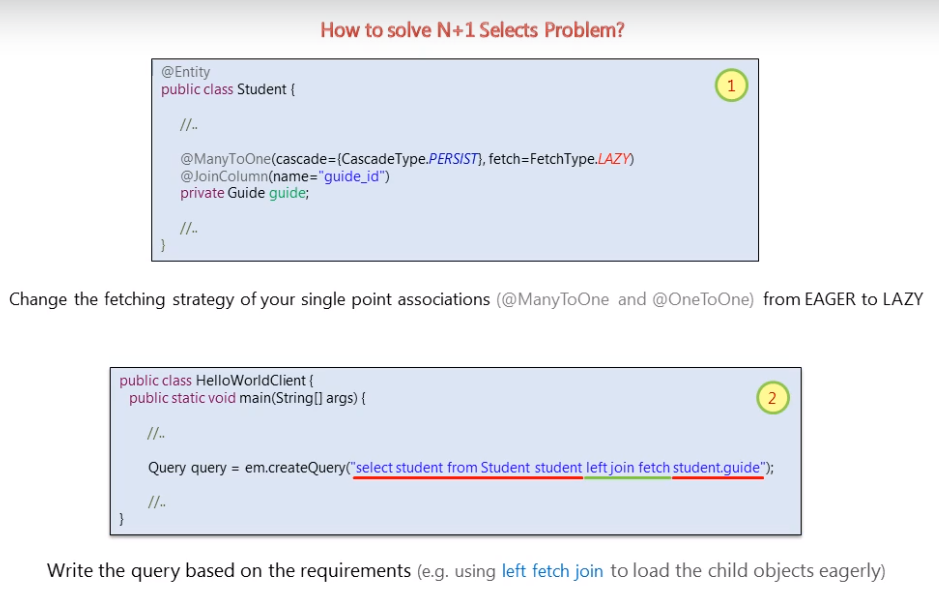 How to solve N+1 Selects Problem?
@Entity
public class Student {
1
//..
@ManyToOne(cascade={CascadeType.PERSIST}, fetch=FetchType.LAZY)
@JoinColumn(name="guide_id")
private Guide guide;
//..
}
Change the fetching strategy of your single point associations (@ManyToOne and @OneToOne) from EAGER to LAZY
public class HelloWorldClient {
2
public static void main(String[] args) {
//..
Query query = em.createQuery("select student from Student student left join fetch student.guide");
//..
}
Write the query based on the requirements (e.g. using left fetch join to load the child objects eagerly)